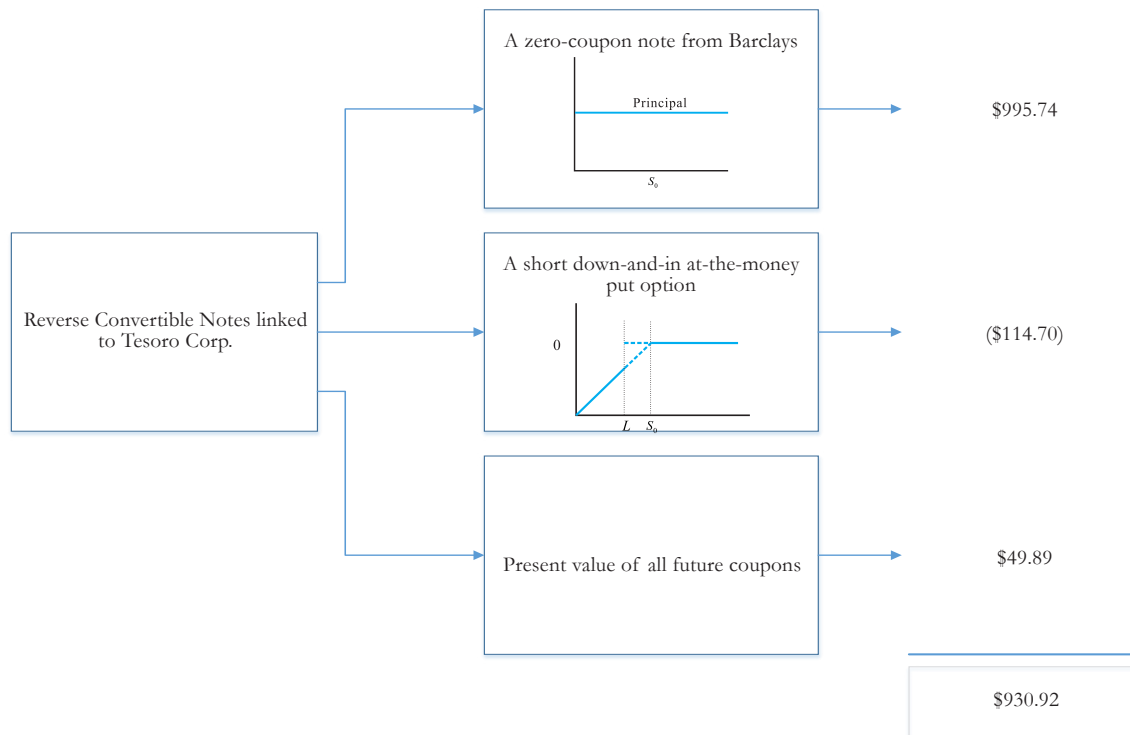 A zero-coupon note from Barclays
Principal
S₀
$995.74
Reverse Convertible Notes linked
to Tesoro Corp.
A short down-and-in at-the-money
put option
0
L S₀
($114.70)
Present value of all future coupons
$49.89
$930.92